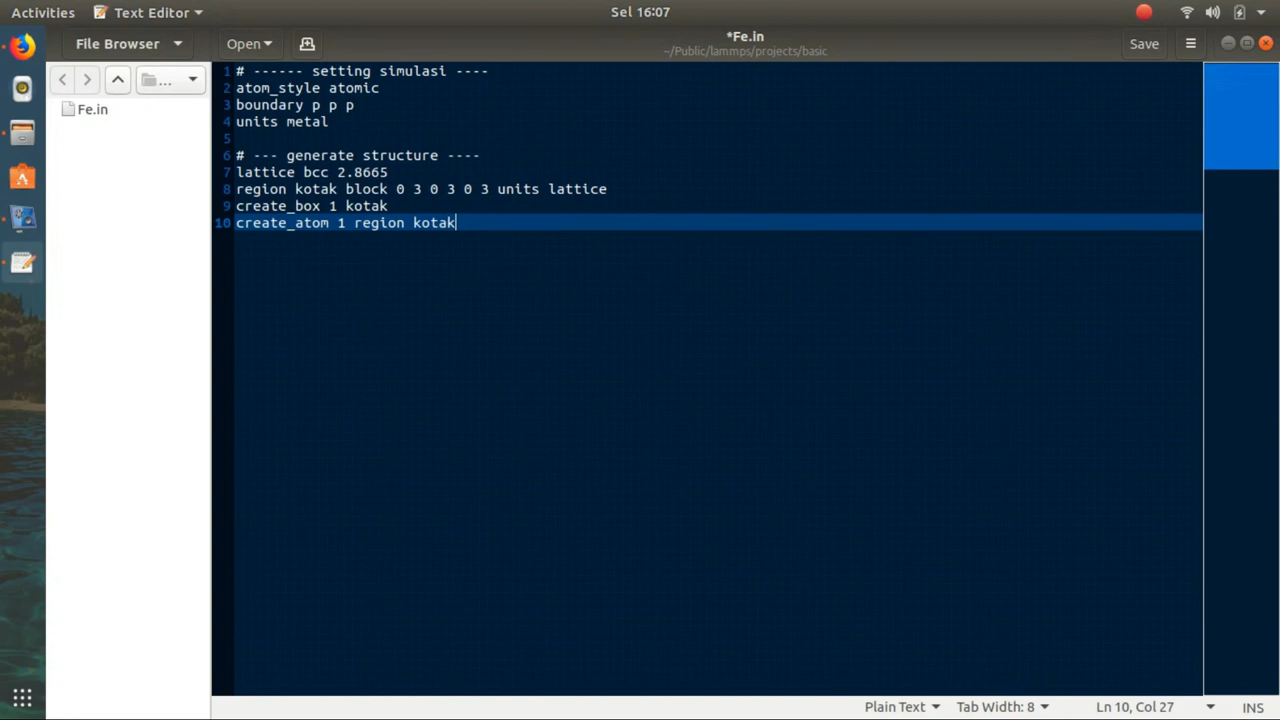 Activities Text Editor Sel 16:07
File Browser Open *Fe.in Save
~/Public/lammps/projects/basic
...
Fe.in
1 # ------ setting simulasi ----
2 atom_style atomic
3 boundary p p p
4 units metal
5
6 # --- generate structure ----
7 lattice bcc 2.8665
8 region kotak block 0 3 0 3 0 3 units lattice
9 create_box 1 kotak
10 create_atom 1 region kotak
Plain Text Tab Width: 8 Ln 10, Col 27 INS